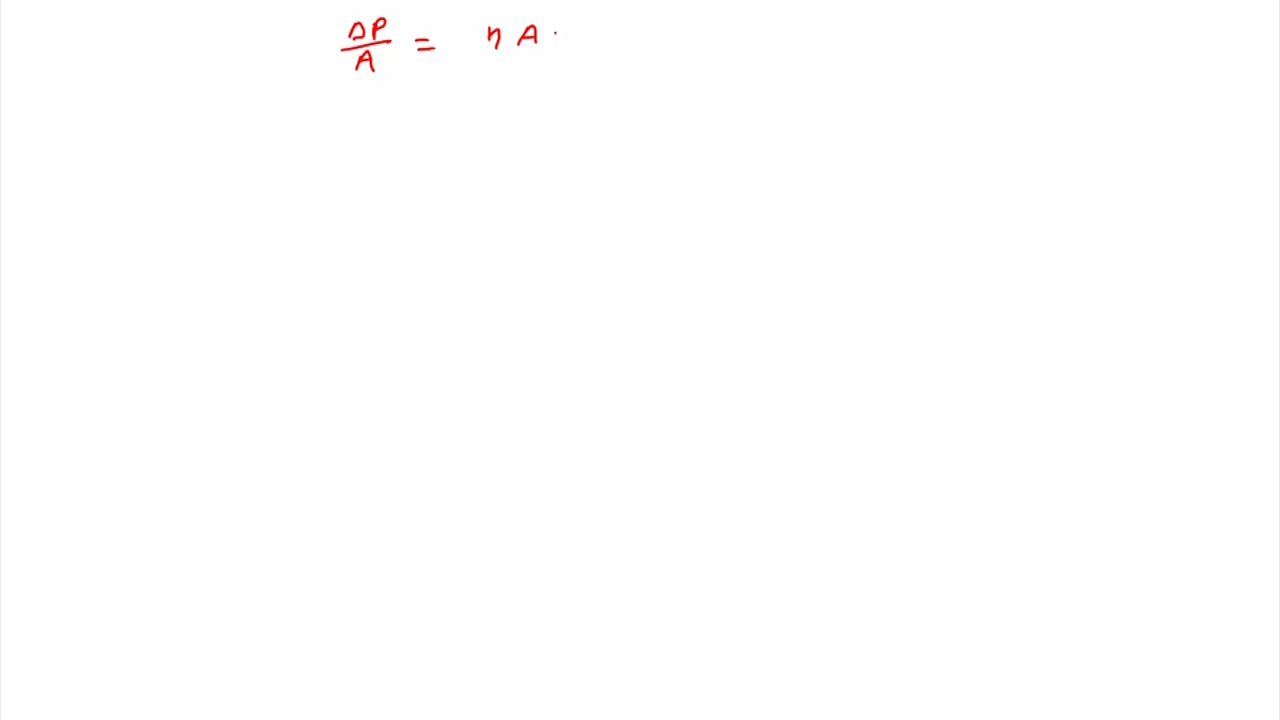 ΔP/A = η A ·